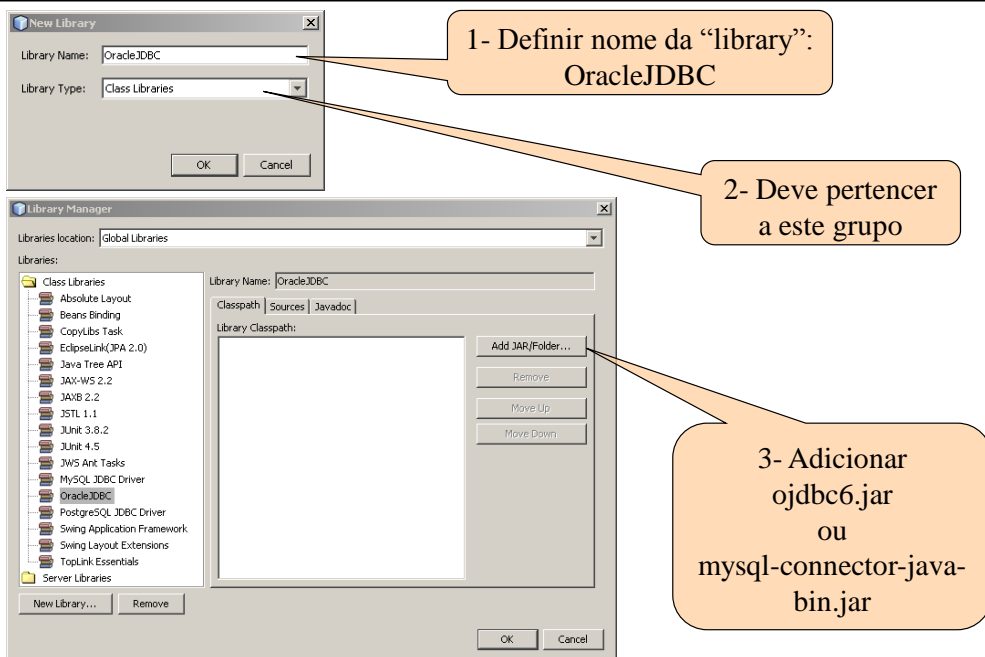 New Library
Library Name: OracleJDBC
Library Type: Class Libraries
OK Cancel
1- Definir nome da “library”:
OracleJDBC
2- Deve pertencer
a este grupo
Library Manager
Libraries location: Global Libraries
Libraries:
Class Libraries
Absolute Layout
Beans Binding
CopyLibs Task
EclipseLink(JPA 2.0)
Java Tree API
JAX-WS 2.2
JAXB 2.2
JSTL 1.1
JUnit 3.8.2
JUnit 4.5
JWS Ant Tasks
MySQL JDBC Driver
OracleJDBC
PostgreSQL JDBC Driver
Swing Application Framework
Swing Layout Extensions
TopLink Essentials
Server Libraries
New Library... Remove
Library Name: OracleJDBC
Classpath Sources Javadoc
Library Classpath:
Add JAR/Folder...
Remove
Move Up
Move Down
OK Cancel
3- Adicionar
ojdbc6.jar
ou
mysql-connector-java-
bin.jar